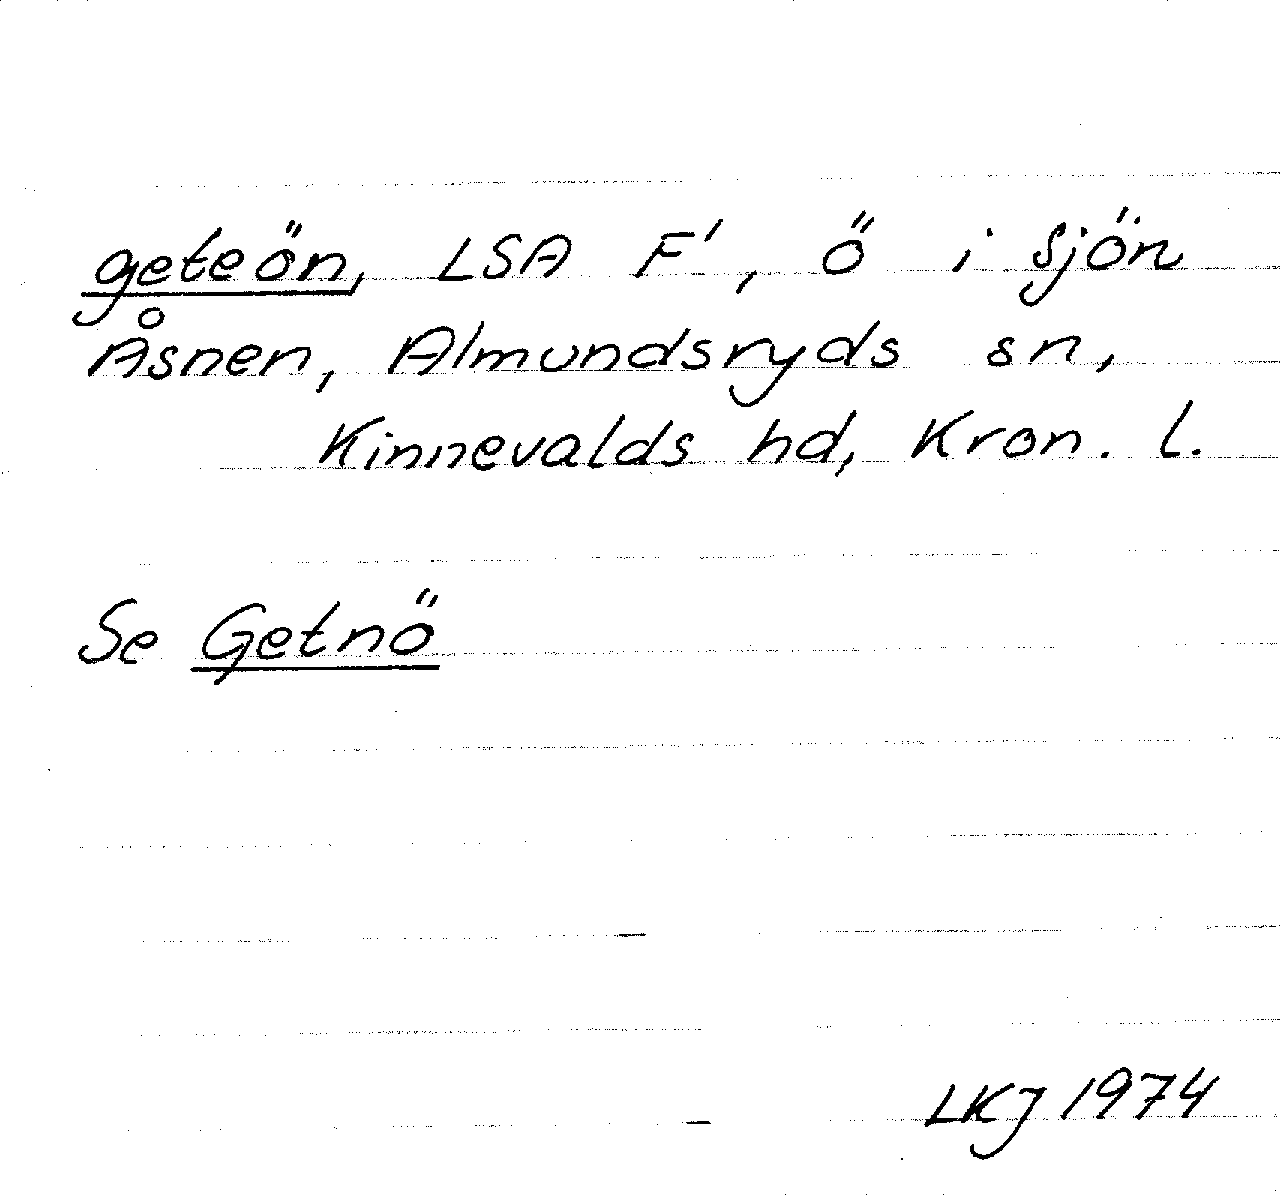 geteön, LSA F', ö i sjön
Åsnen, Almundsryds sn,
Kinnevalds hd, Kron. l.
Se Getnö
LKJ 1974